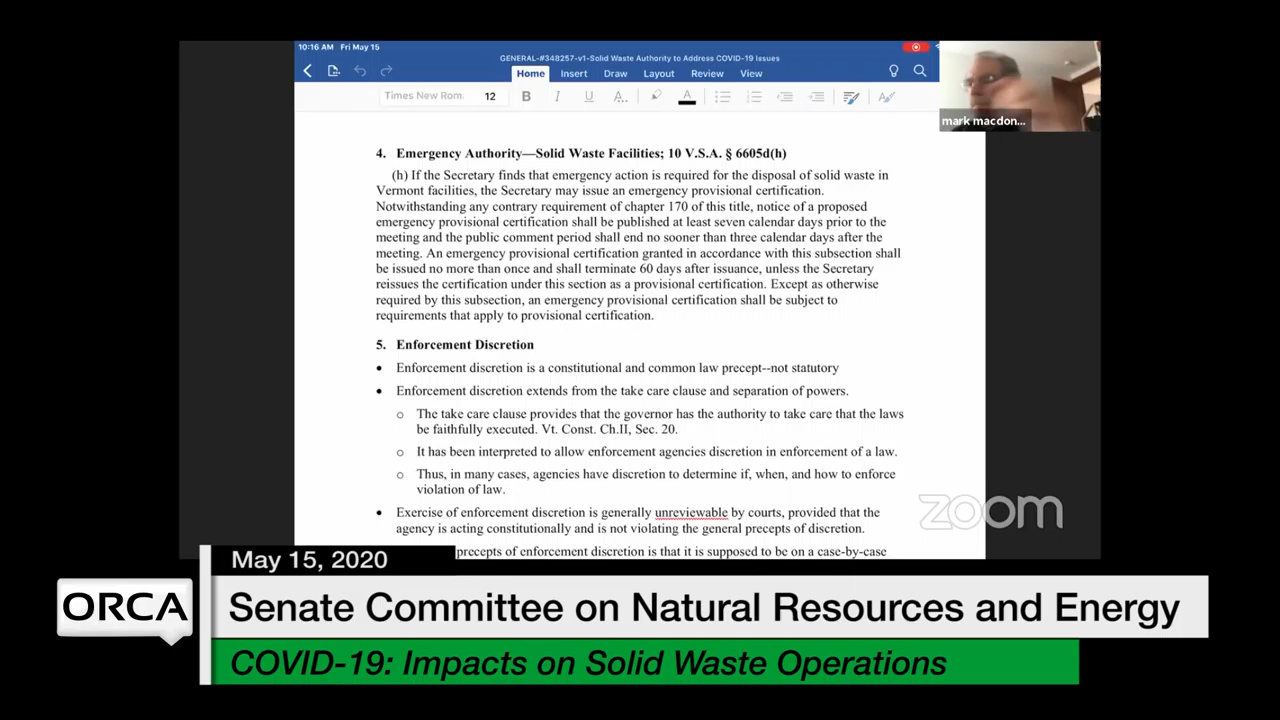 10:16 AM Fri May 15
GENERAL-#348257-v1-Solid Waste Authority to Address COVID-19 Issues
Home Insert Draw Layout Review View
Times New Rom. 12 B I U A
mark macdon...
4. Emergency Authority—Solid Waste Facilities; 10 V.S.A. § 6605d(h)
(h) If the Secretary finds that emergency action is required for the disposal of solid waste in
Vermont facilities, the Secretary may issue an emergency provisional certification.
Notwithstanding any contrary requirement of chapter 170 of this title, notice of a proposed
emergency provisional certification shall be published at least seven calendar days prior to the
meeting and the public comment period shall end no sooner than three calendar days after the
meeting. An emergency provisional certification granted in accordance with this subsection shall
be issued no more than once and shall terminate 60 days after issuance, unless the Secretary
reissues the certification under this section as a provisional certification. Except as otherwise
required by this subsection, an emergency provisional certification shall be subject to
requirements that apply to provisional certification.
5. Enforcement Discretion
• Enforcement discretion is a constitutional and common law precept--not statutory
• Enforcement discretion extends from the take care clause and separation of powers.
o The take care clause provides that the governor has the authority to take care that the laws
be faithfully executed. Vt. Const. Ch.II, Sec. 20.
o It has been interpreted to allow enforcement agencies discretion in enforcement of a law.
o Thus, in many cases, agencies have discretion to determine if, when, and how to enforce
violation of law.
• Exercise of enforcement discretion is generally unreviewable by courts, provided that the
agency is acting constitutionally and is not violating the general precepts of discretion.
precepts of enforcement discretion is that it is supposed to be on a case-by-case
zoom
May 15, 2020
ORCA
Senate Committee on Natural Resources and Energy
COVID-19: Impacts on Solid Waste Operations